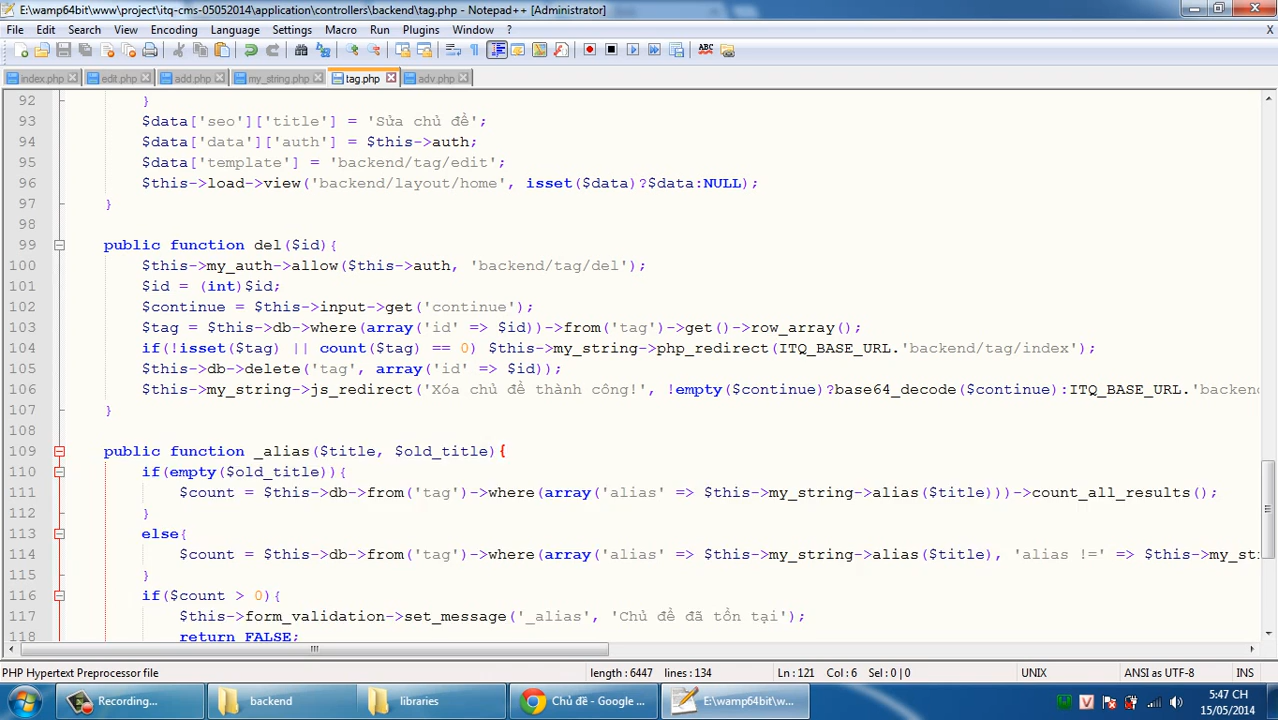 E:\wamp64bit\www\project\itq-cms-05052014\application\controllers\backend\tag.php - Notepad++ [Administrator]
File Edit Search View Encoding Language Settings Macro Run Plugins Window ? X
index.php edit.php add.php my_string.php tag.php adv.php
92 }
93 $data['seo']['title'] = 'Sửa chủ đề';
94 $data['data']['auth'] = $this->auth;
95 $data['template'] = 'backend/tag/edit';
96 $this->load->view('backend/layout/home', isset($data)?$data:NULL);
97 }
98
99 public function del($id){
100 $this->my_auth->allow($this->auth, 'backend/tag/del');
101 $id = (int)$id;
102 $continue = $this->input->get('continue');
103 $tag = $this->db->where(array('id' => $id))->from('tag')->get()->row_array();
104 if(!isset($tag) || count($tag) == 0) $this->my_string->php_redirect(ITQ_BASE_URL.'backend/tag/index');
105 $this->db->delete('tag', array('id' => $id));
106 $this->my_string->js_redirect('Xóa chủ đề thành công!', !empty($continue)?base64_decode($continue):ITQ_BASE_URL.'backend
107 }
108
109 public function _alias($title, $old_title){
110 if(empty($old_title)){
111 $count = $this->db->from('tag')->where(array('alias' => $this->my_string->alias($title)))->count_all_results();
112 }
113 else{
114 $count = $this->db->from('tag')->where(array('alias' => $this->my_string->alias($title), 'alias !=' => $this->my_st
115 }
116 if($count > 0){
117 $this->form_validation->set_message('_alias', 'Chủ đề đã tồn tại');
118 return FALSE;
PHP Hypertext Preprocessor file length : 6447 lines : 134 Ln : 121 Col : 6 Sel : 0 | 0 UNIX ANSI as UTF-8 INS
Recording... backend libraries Chủ đề - Google ... E:\wamp64bit\w... 5:47 CH
15/05/2014